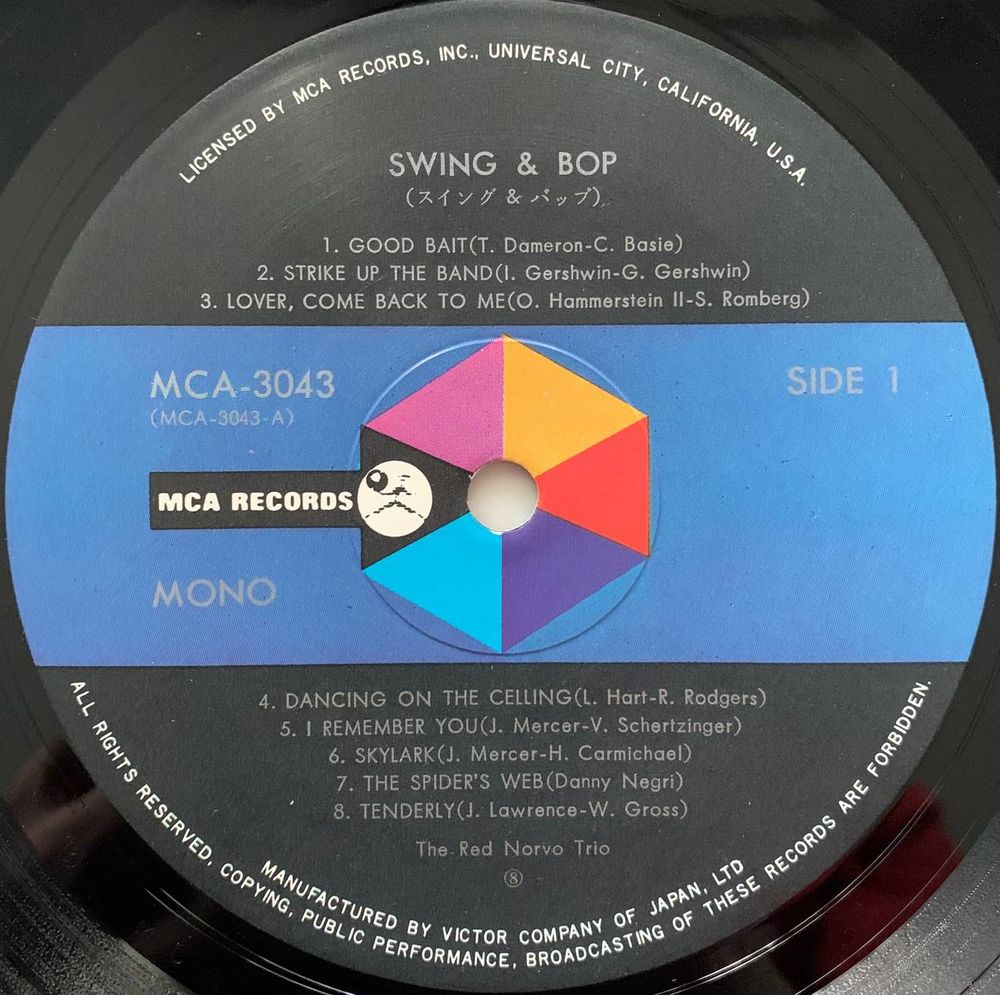 LICENSED BY MCA RECORDS, INC., UNIVERSAL CITY, CALIFORNIA, U.S.A.
SWING & BOP
(スイング & バップ)
1. GOOD BAIT(T. Dameron-C. Basie)
2. STRIKE UP THE BAND(I. Gershwin-G. Gershwin)
3. LOVER, COME BACK TO ME(O. Hammerstein II-S. Romberg)
MCA-3043
(MCA-3043-A)
SIDE 1
MCA RECORDS
MONO
4. DANCING ON THE CELLING(L. Hart-R. Rodgers)
5. I REMEMBER YOU(J. Mercer-V. Schertzinger)
6. SKYLARK(J. Mercer-H. Carmichael)
7. THE SPIDER'S WEB(Danny Negri)
8. TENDERLY(J. Lawrence-W. Gross)
The Red Norvo Trio
⑧
MANUFACTURED BY VICTOR COMPANY OF JAPAN, LTD
ALL RIGHTS RESERVED, COPYING, PUBLIC PERFORMANCE, BROADCASTING OF THESE RECORDS ARE FORBIDDEN.